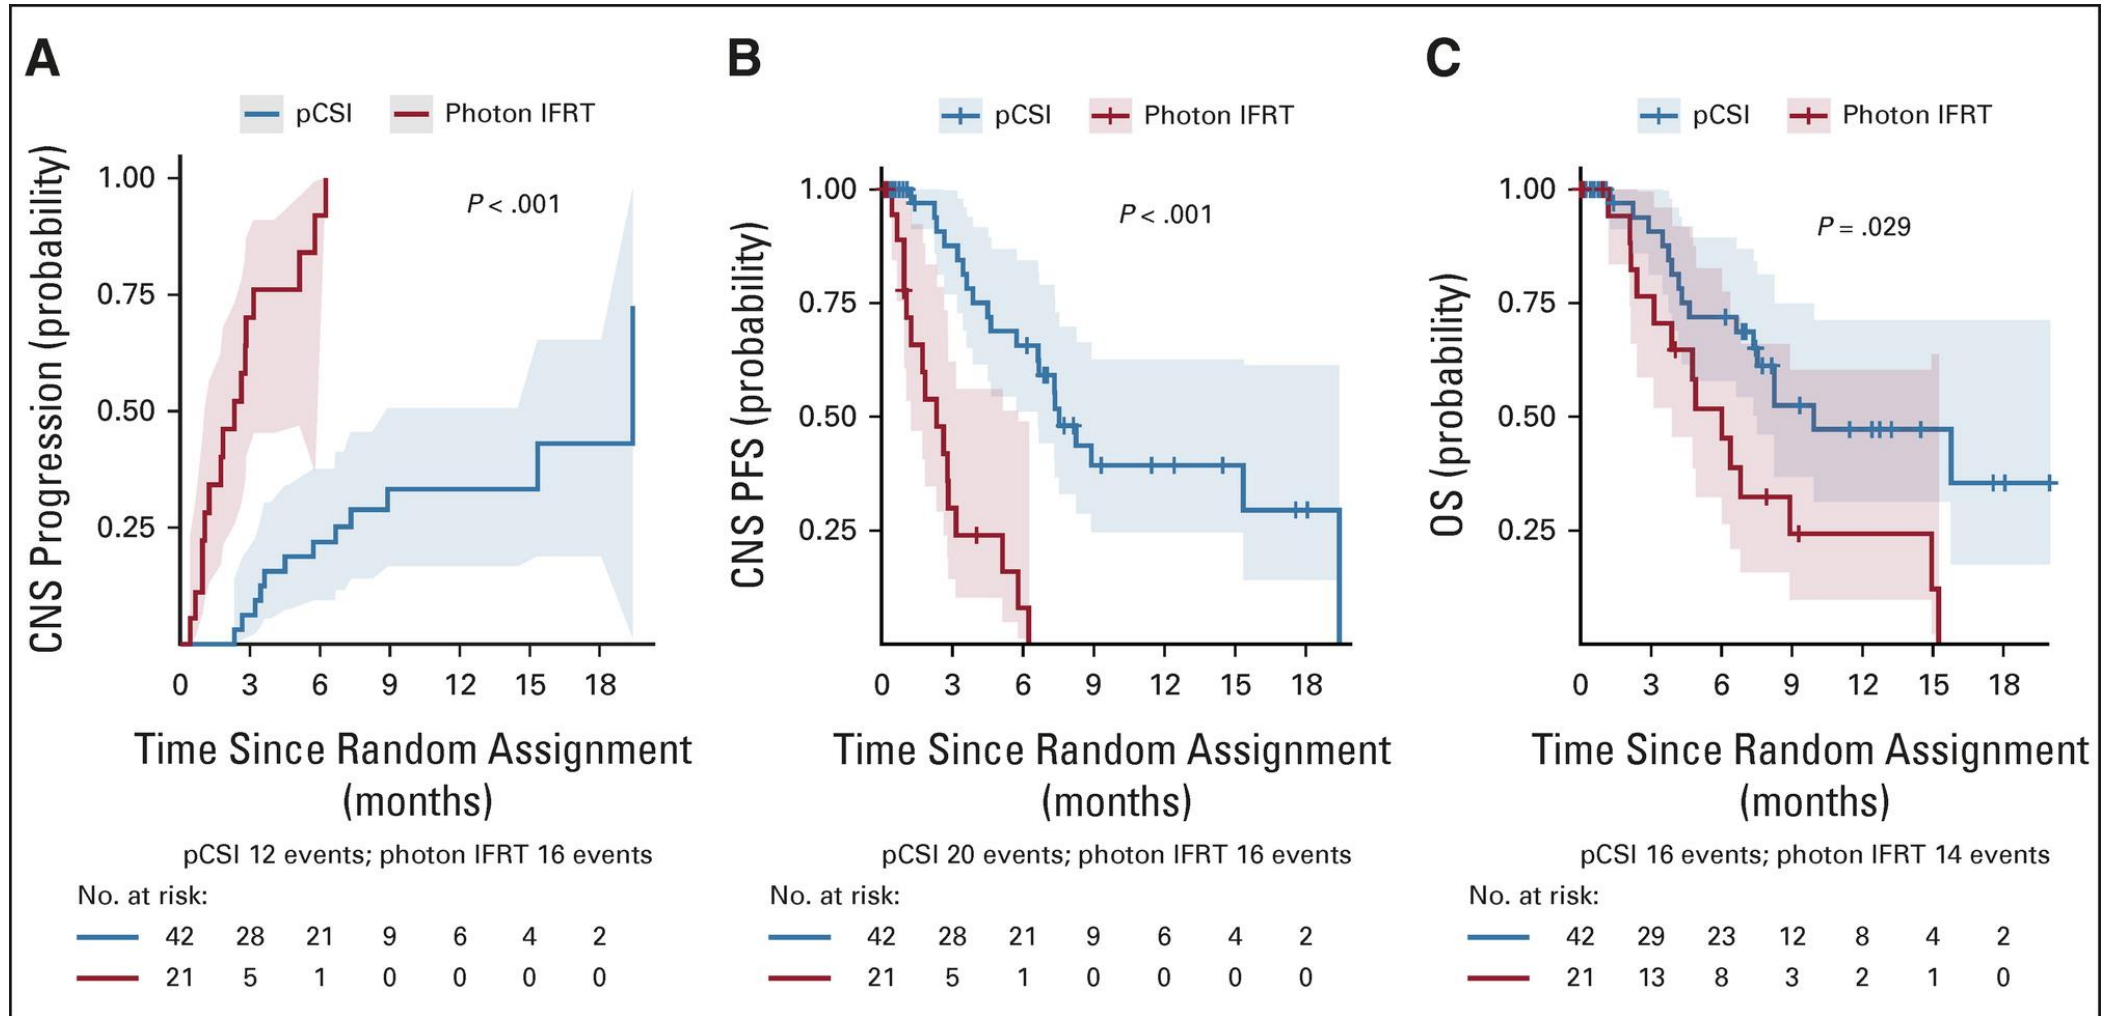 A
pCSI Photon IFRT
CNS Progression (probability)
1.00
0.75
0.50
0.25
P < .001
0 3 6 9 12 15 18
Time Since Random Assignment
(months)
pCSI 12 events; photon IFRT 16 events
No. at risk:
42 28 21 9 6 4 2
21 5 1 0 0 0 0
B
pCSI Photon IFRT
CNS PFS (probability)
1.00
0.75
0.50
0.25
P < .001
0 3 6 9 12 15 18
Time Since Random Assignment
(months)
pCSI 20 events; photon IFRT 16 events
No. at risk:
42 28 21 9 6 4 2
21 5 1 0 0 0 0
C
pCSI Photon IFRT
OS (probability)
1.00
0.75
0.50
0.25
P = .029
0 3 6 9 12 15 18
Time Since Random Assignment
(months)
pCSI 16 events; photon IFRT 14 events
No. at risk:
42 29 23 12 8 4 2
21 13 8 3 2 1 0